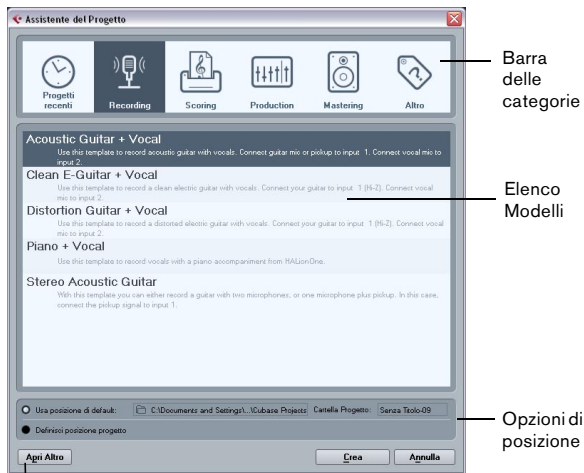 Assistente del Progetto
Progetti
recenti
Recording
Scoring
Production
Mastering
Altro
Barra
delle
categorie
Acoustic Guitar + Vocal
Use this template to record acoustic guitar with vocals. Connect guitar mic or pickup to input 1. Connect vocal mic to
input 2.
Clean E-Guitar + Vocal
Use this template to record a clean electric guitar with vocals. Connect your guitar to input 1 (Hi-Z). Connect vocal
mic to input 2.
Distortion Guitar + Vocal
Use this template to record a distorted electric guitar with vocals. Connect your guitar to input 1 (Hi-Z). Connect vocal
mic to input 2.
Piano + Vocal
Use this template to record vocals with a piano accompaniment from HALionOne.
Stereo Acoustic Guitar
With this template you can either record a guitar with two microphones, or one microphone plus pickup. In this case,
connect the pickup signal to input 1.
Elenco
Modelli
Usa posizione di default:
C:\Documents and Settings\...\Cubase Projects
Cartella Progetto:
Senza Titolo-09
Definisci posizione progetto
Opzioni di
posizione
Apri Altro
Crea
Annulla